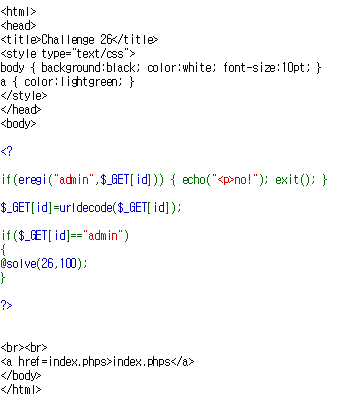 <html>
<head>
<title>Challenge 26</title>
<style type="text/css">
body { background:black; color:white; font-size:10pt; }
a { color:lightgreen; }
</style>
</head>
<body>
<?
if(eregi("admin",$_GET[id])) { echo("<p>no!"); exit(); }
$_GET[id]=urldecode($_GET[id]);
if($_GET[id]=="admin")
{
@solve(26,100);
}
?>
<br><br>
<a href=index.phps>index.phps</a>
</body>
</html>